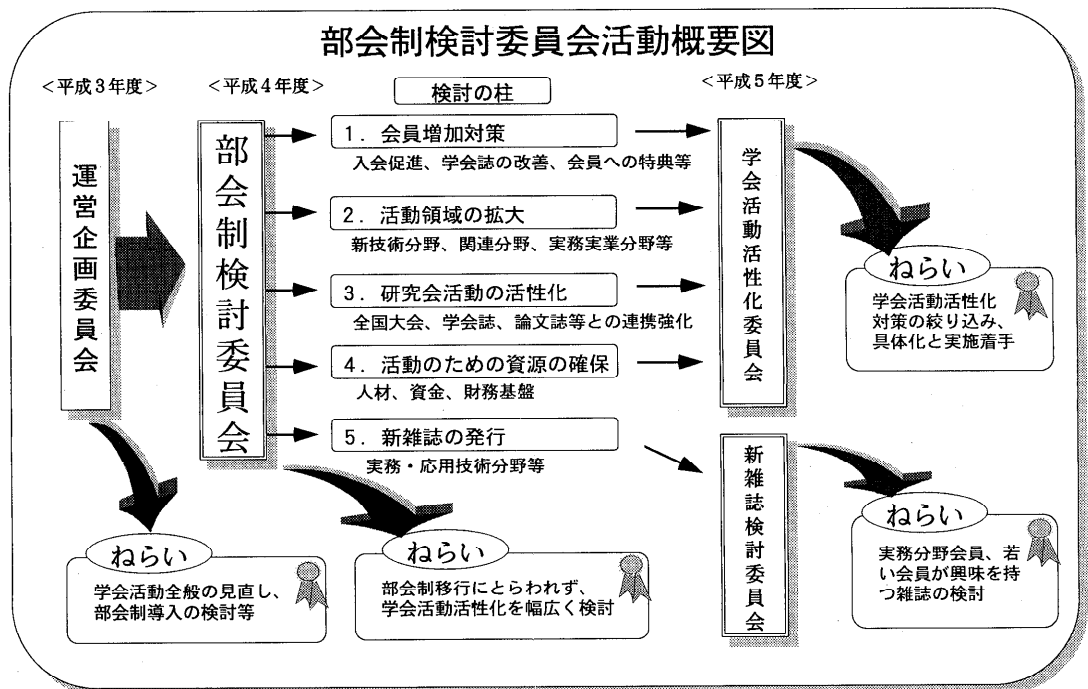 部会制検討委員会活動概要図
＜平成３年度＞
＜平成４年度＞
検討の柱
＜平成５年度＞
運営企画委員会
部会制検討委員会
１．会員増加対策
入会促進、学会誌の改善、会員への特典等
２．活動領域の拡大
新技術分野、関連分野、実務実業分野等
３．研究会活動の活性化
全国大会、学会誌、論文誌等との連携強化
４．活動のための資源の確保
人材、資金、財務基盤
５．新雑誌の発行
実務・応用技術分野等
学会活動活性化委員会
新雑誌検討委員会
ねらい
学会活動活性化
対策の絞り込み、
具体化と実施着手
ねらい
実務分野会員、若
い会員が興味を持
つ雑誌の検討
ねらい
学会活動全般の見直し、
部会制導入の検討等
ねらい
部会制移行にとらわれず、
学会活動活性化を幅広く検討